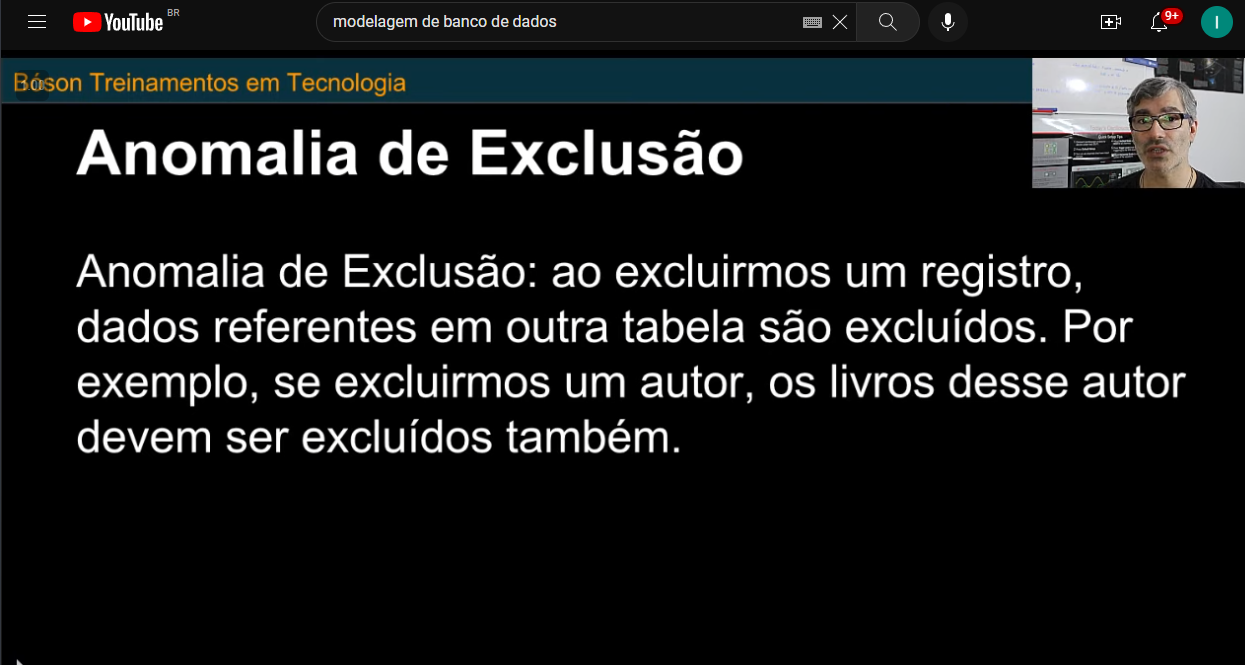 YouTube BR
modelagem de banco de dados
9+
I
Bóson Treinamentos em Tecnologia
Anomalia de Exclusão
Anomalia de Exclusão: ao excluirmos um registro,
dados referentes em outra tabela são excluídos. Por
exemplo, se excluirmos um autor, os livros desse autor
devem ser excluídos também.